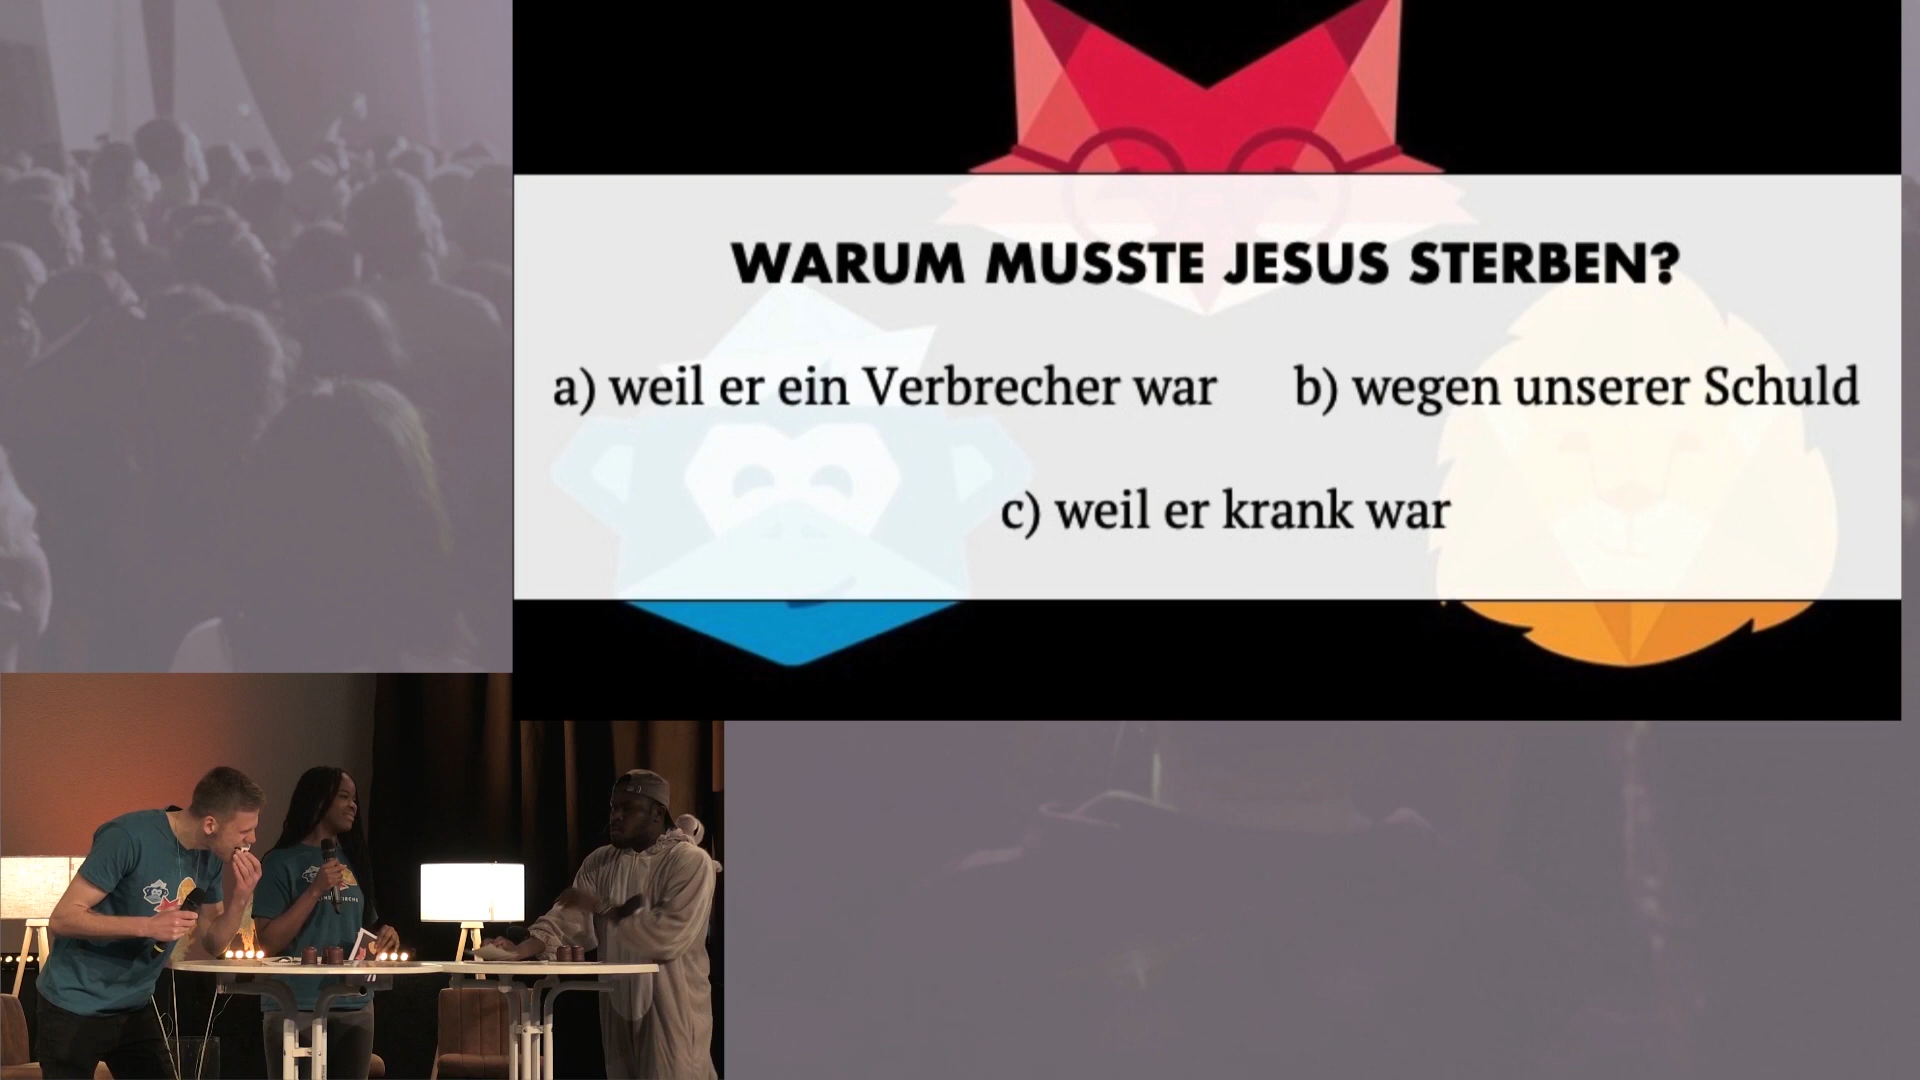 WARUM MUSSTE JESUS STERBEN?
a) weil er ein Verbrecher war b) wegen unserer Schuld
c) weil er krank war